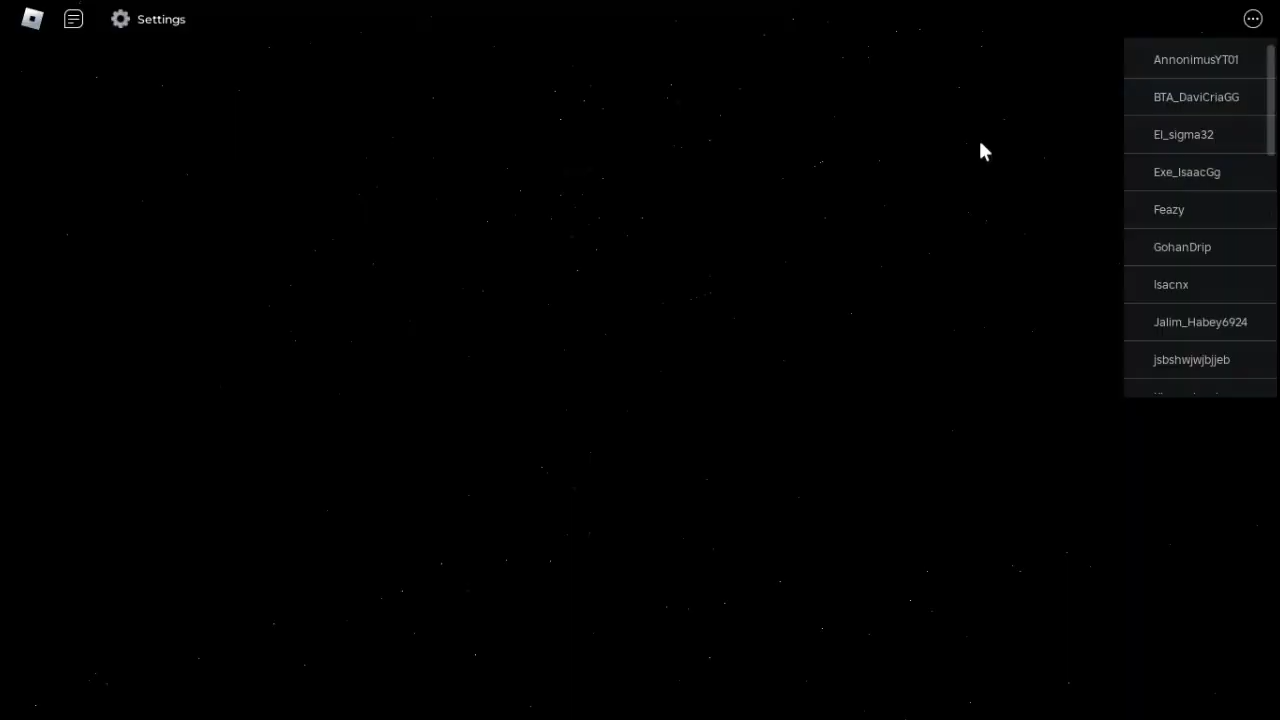 Settings
AnnonimusYT01
BTA_DaviCriaGG
El_sigma32
Exe_IsaacGg
Feazy
GohanDrip
Isacnx
Jalim_Habey6924
jsbshwjwjbjjeb